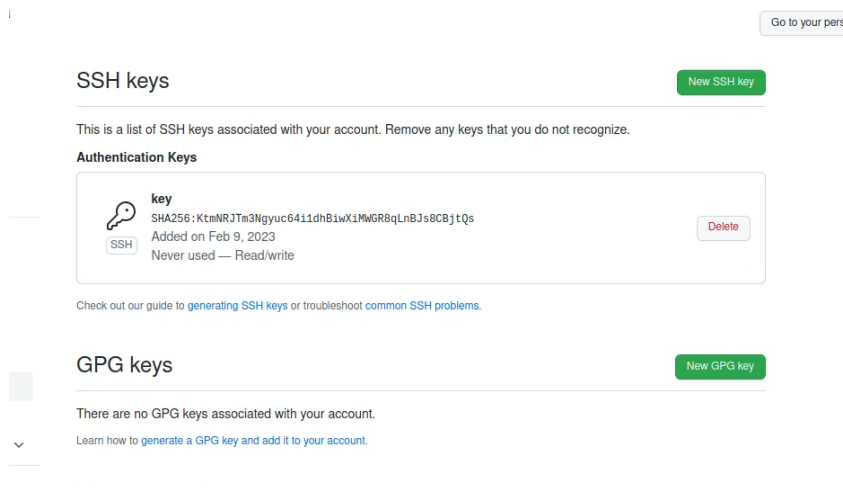 Go to your pers
SSH keys
New SSH key
This is a list of SSH keys associated with your account. Remove any keys that you do not recognize.
Authentication Keys
key
SHA256:KtmNRJTm3Ngyuc64i1dhBiwXiMWGR8qLnBJs8CBjtQs
SSH
Added on Feb 9, 2023
Never used — Read/write
Delete
Check out our guide to generating SSH keys or troubleshoot common SSH problems.
GPG keys
New GPG key
There are no GPG keys associated with your account.
Learn how to generate a GPG key and add it to your account.